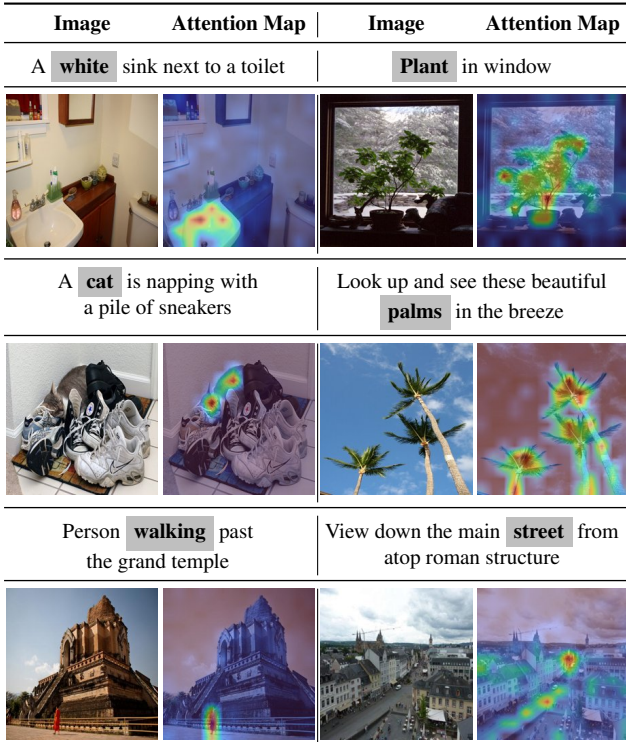 Image Attention Map Image Attention Map
A white sink next to a toilet
Plant in window
A cat is napping with
a pile of sneakers
Look up and see these beautiful
palms in the breeze
Person walking past
the grand temple
View down the main street from
atop roman structure